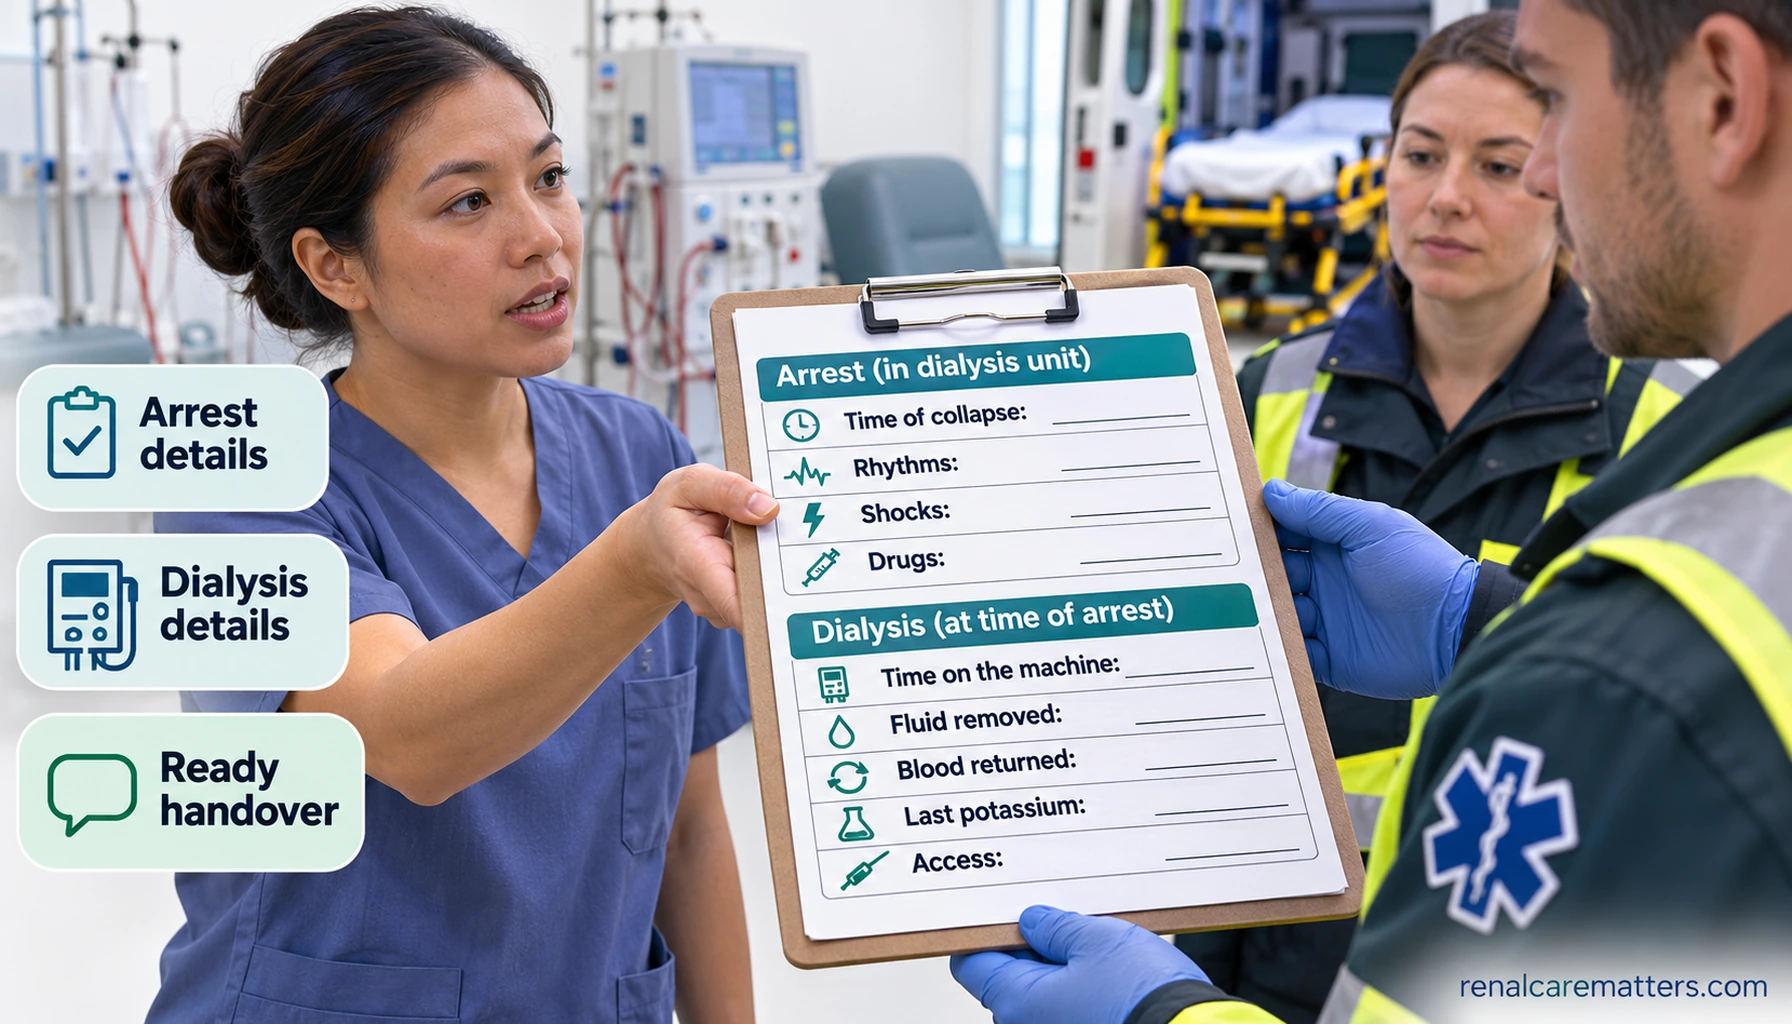 Arrest
details
Dialysis
details
Ready
handover
Arrest (in dialysis unit)
Time of collapse:
Rhythms:
Shocks:
Drugs:
Dialysis (at time of arrest)
Time on the machine:
Fluid removed:
Blood returned:
Last potassium:
Access:
renalcarematters.com